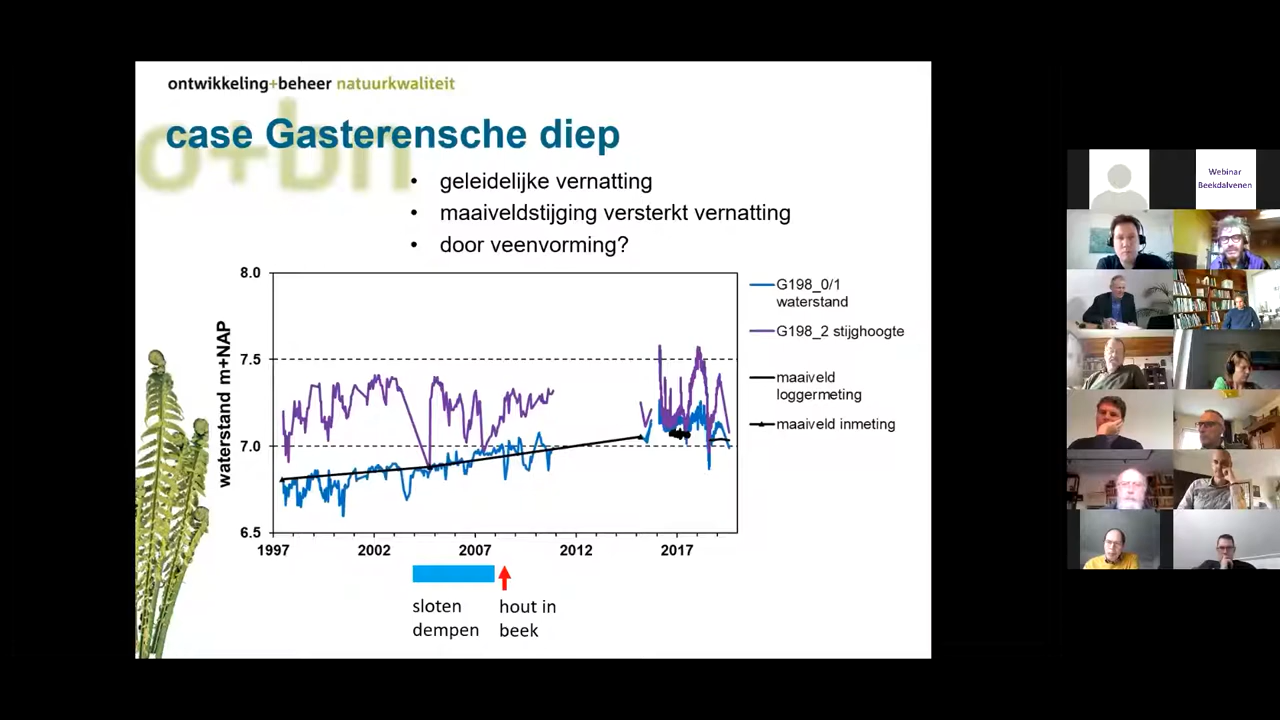 ontwikkeling+beheer natuurkwaliteit
o+bn
case Gasterensche diep
• geleidelijke vernatting
• maaiveldstijging versterkt vernatting
• door veenvorming?
8.0
7.5
7.0
6.5
waterstand m+NAP
1997 2002 2007 2012 2017
G198_0/1
waterstand
G198_2 stijghoogte
maaiveld
loggermeting
maaiveld inmeting
sloten
dempen
hout in
beek
Webinar
Beekdalvenen